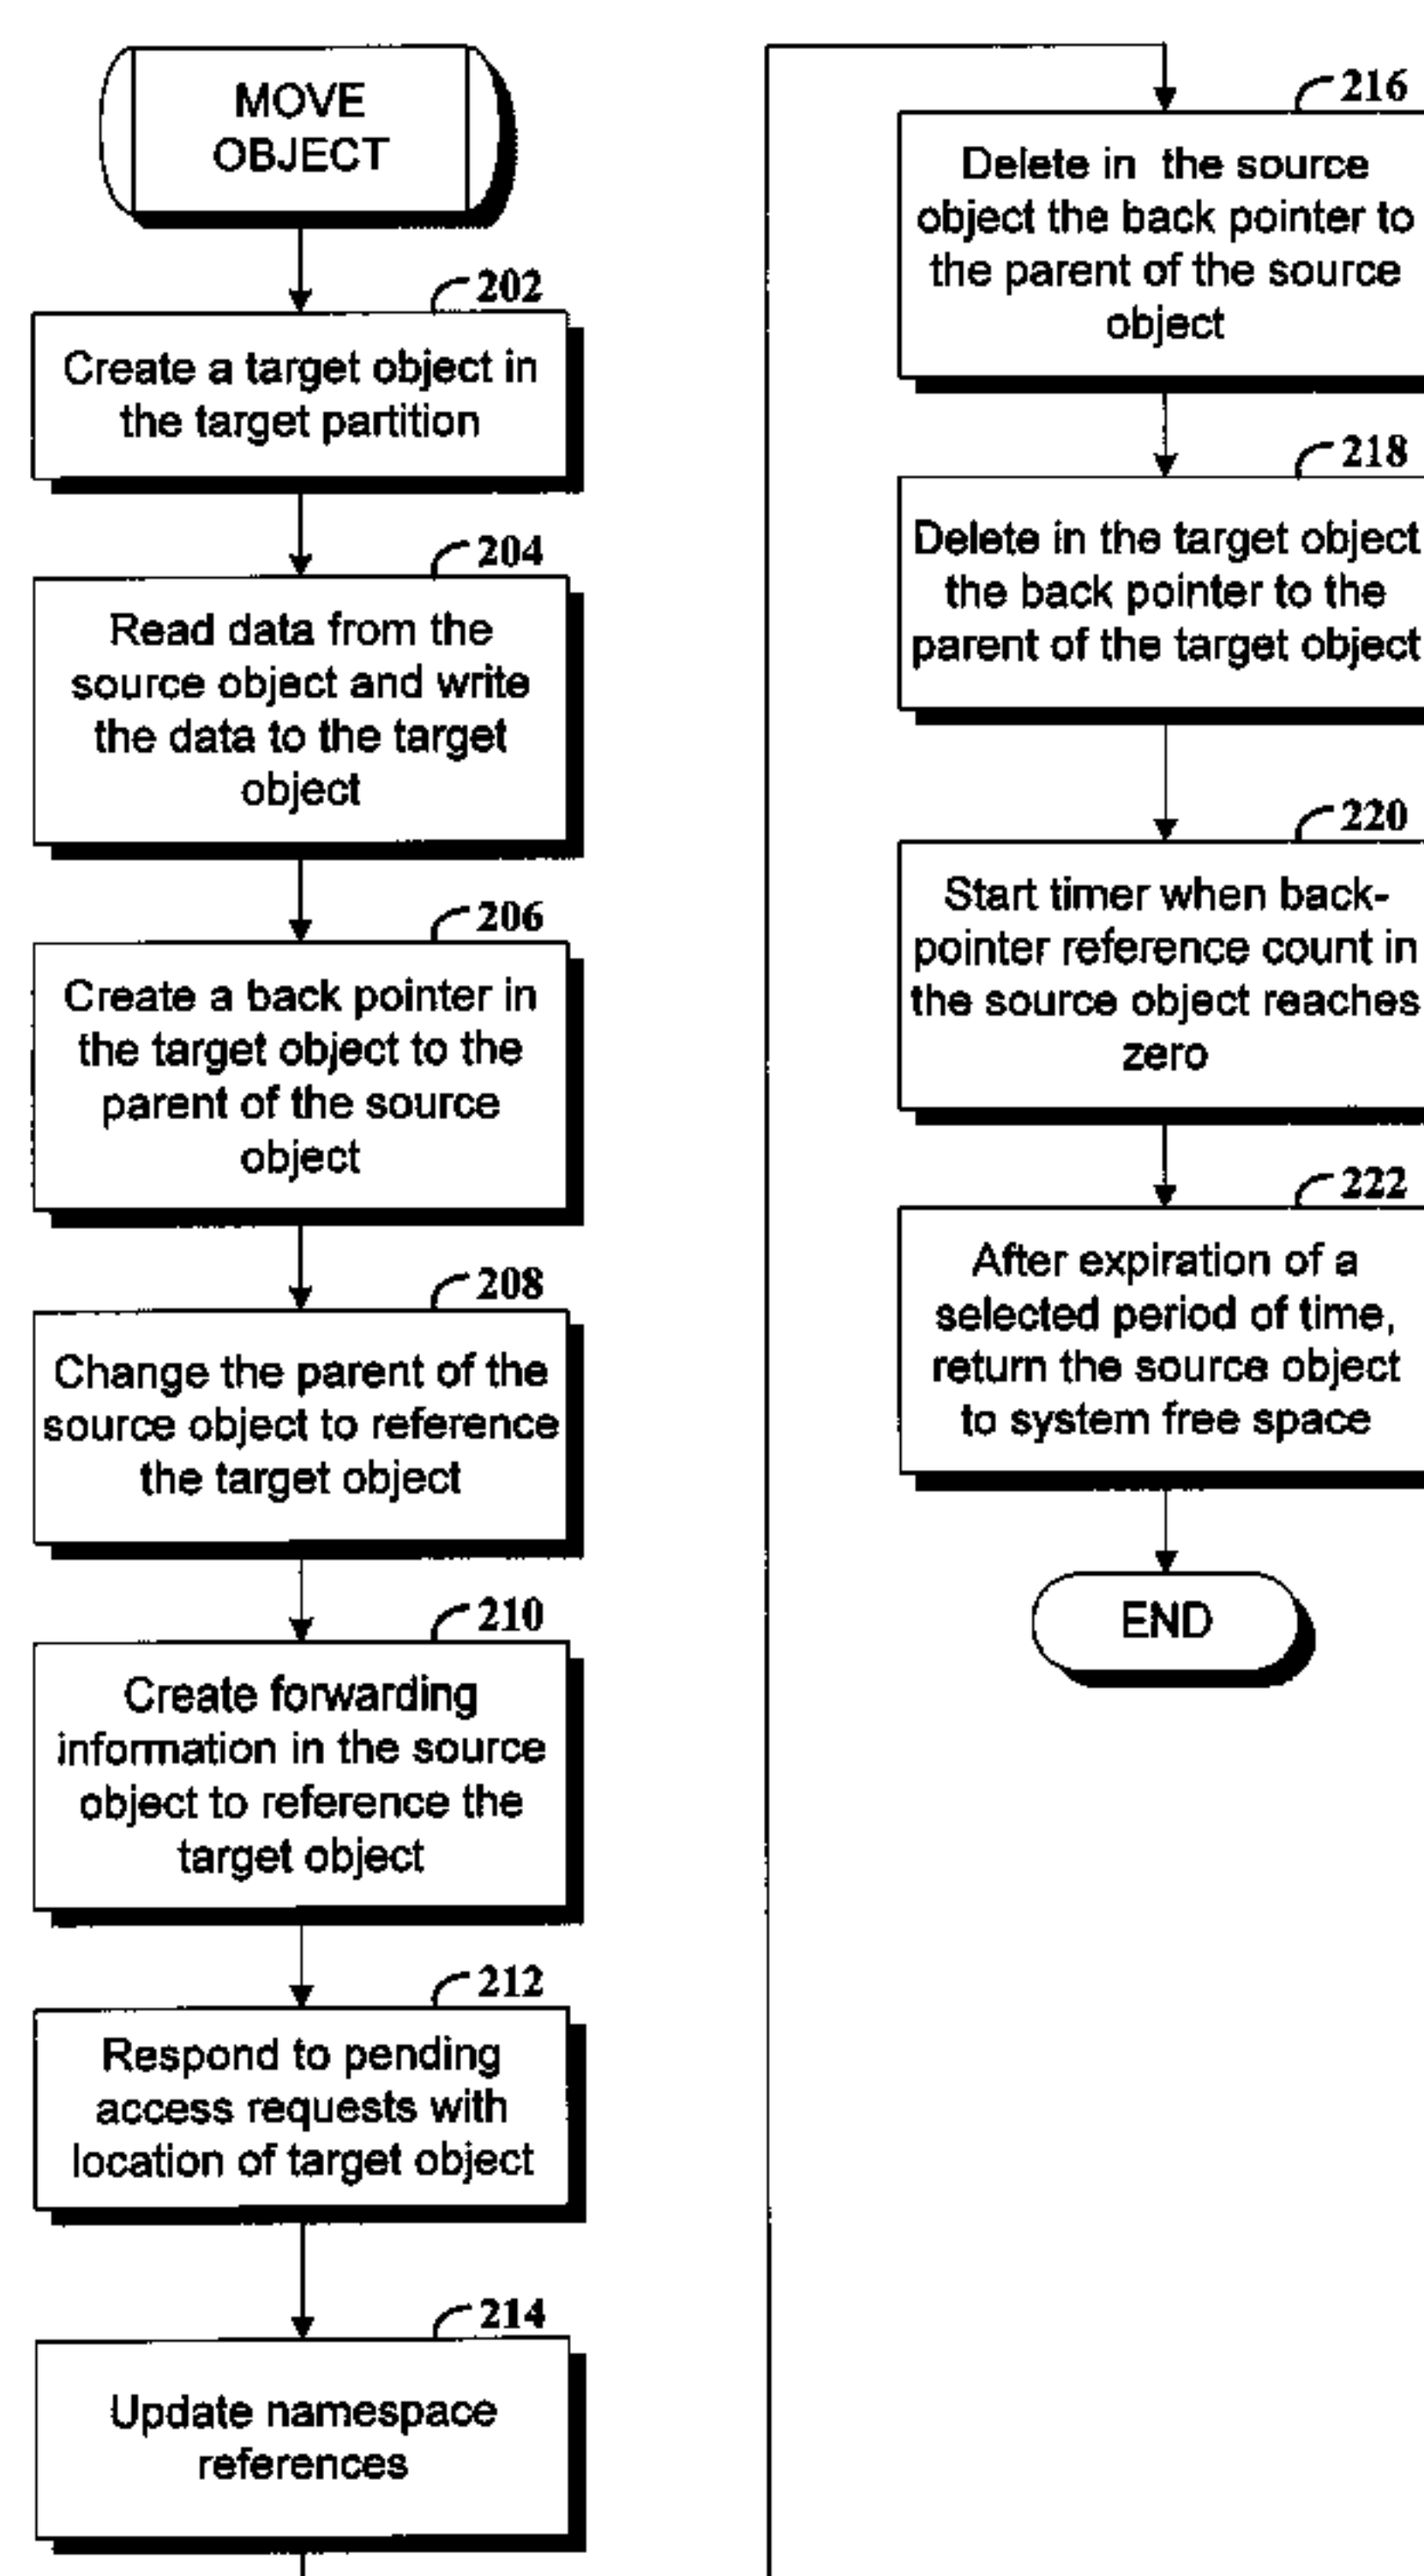 MOVE
OBJECT
202
Create a target object in
the target partition
204
Read data from the
source object and write
the data to the target
object
206
Create a back pointer in
the target object to the
parent of the source
object
208
Change the parent of the
source object to reference
the target object
210
Create forwarding
information in the source
object to reference the
target object
212
Respond to pending
access requests with
location of target object
214
Update namespace
references
216
Delete in the source
object the back pointer to
the parent of the source
object
218
Delete in the target object
the back pointer to the
parent of the target object
220
Start timer when back-
pointer reference count in
the source object reaches
zero
222
After expiration of a
selected period of time,
return the source object
to system free space
END